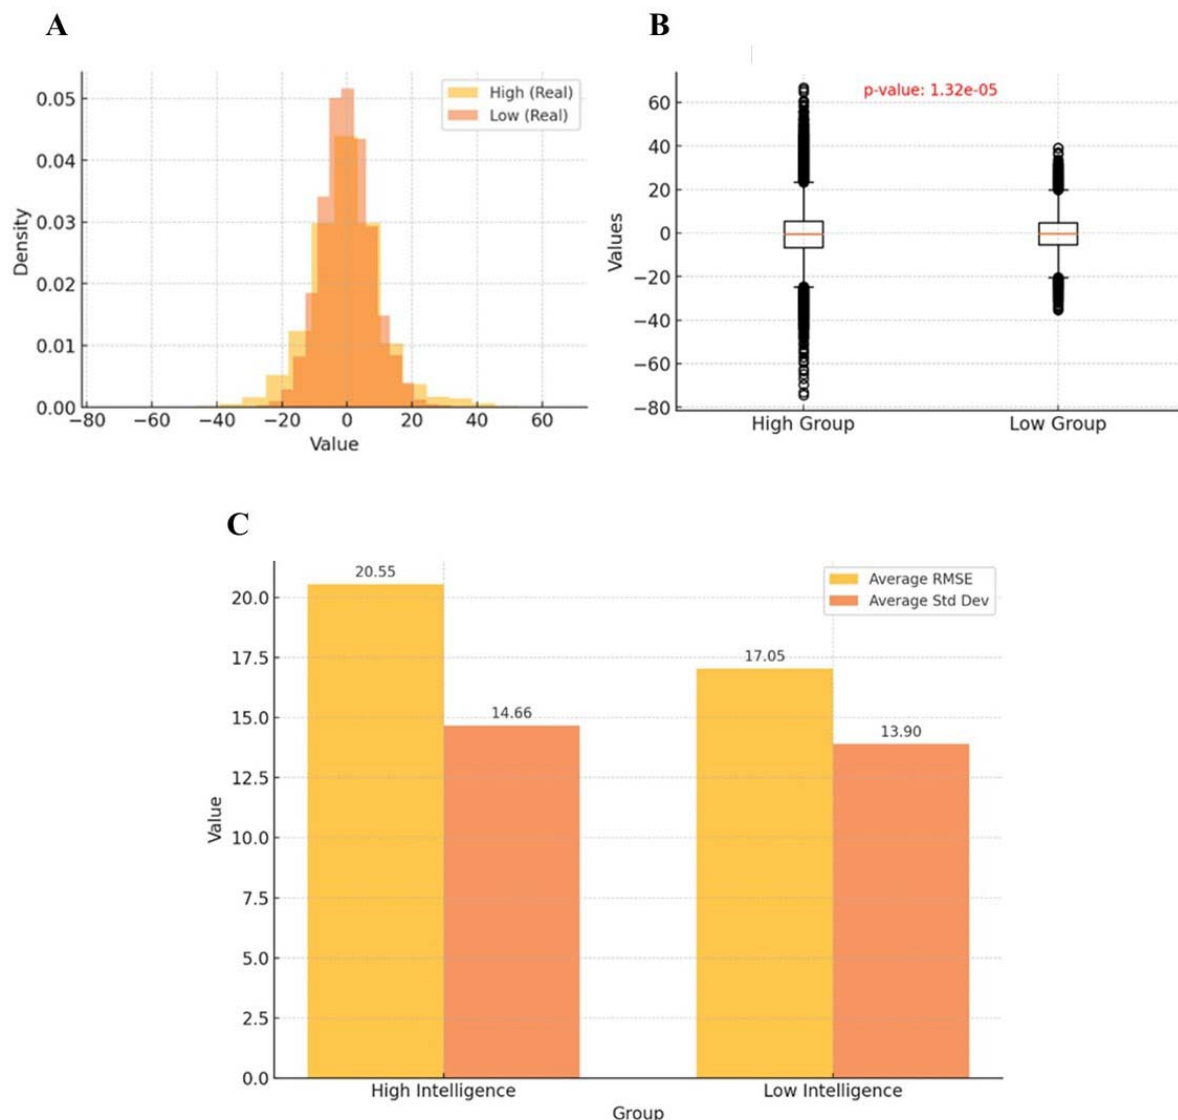 A
0.05
0.04
0.03
0.02
0.01
0.00
Density
−80 −60 −40 −20 0 20 40 60
Value
High (Real)
Low (Real)
B
60
40
20
0
−20
−40
−60
−80
Values
p-value: 1.32e-05
High Group Low Group
C
20.0
17.5
15.0
12.5
10.0
7.5
5.0
2.5
0.0
Value
20.55
14.66
17.05
13.90
Average RMSE
Average Std Dev
High Intelligence Low Intelligence
Group